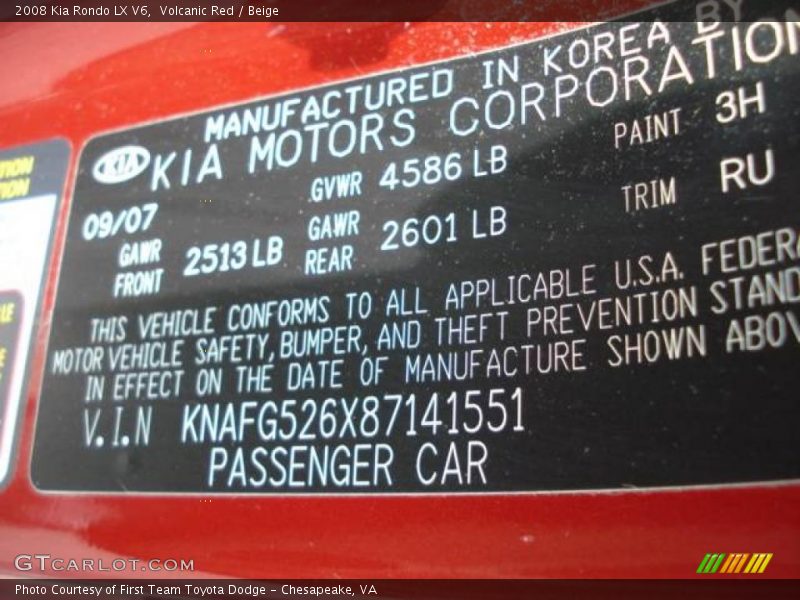 2008 Kia Rondo LX V6, Volcanic Red / Beige
MANUFACTURED IN KOREA BY
KIA KIA MOTORS CORPORATION
09/07 GVWR 4586 LB PAINT 3H
GAWR FRONT 2513 LB GAWR REAR 2601 LB TRIM RU
THIS VEHICLE CONFORMS TO ALL APPLICABLE U.S.A. FEDERA
MOTOR VEHICLE SAFETY, BUMPER, AND THEFT PREVENTION STAND
IN EFFECT ON THE DATE OF MANUFACTURE SHOWN ABOV
V.I.N KNAFG526X87141551
PASSENGER CAR
GTCARLOT.COM
Photo Courtesy of First Team Toyota Dodge - Chesapeake, VA